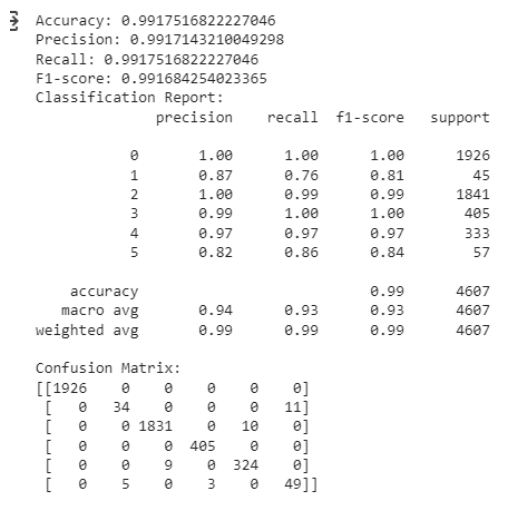 Accuracy: 0.9917516822227046
Precision: 0.9917143210049298
Recall: 0.9917516822227046
F1-score: 0.991684254023365
Classification Report:
precision recall f1-score support
0 1.00 1.00 1.00 1926
1 0.87 0.76 0.81 45
2 1.00 0.99 0.99 1841
3 0.99 1.00 1.00 405
4 0.97 0.97 0.97 333
5 0.82 0.86 0.84 57
accuracy 0.99 4607
macro avg 0.94 0.93 0.93 4607
weighted avg 0.99 0.99 0.99 4607
Confusion Matrix:
[[1926 0 0 0 0 0]
[ 0 34 0 0 0 11]
[ 0 0 1831 0 10 0]
[ 0 0 0 405 0 0]
[ 0 0 9 0 324 0]
[ 0 5 0 3 0 49]]